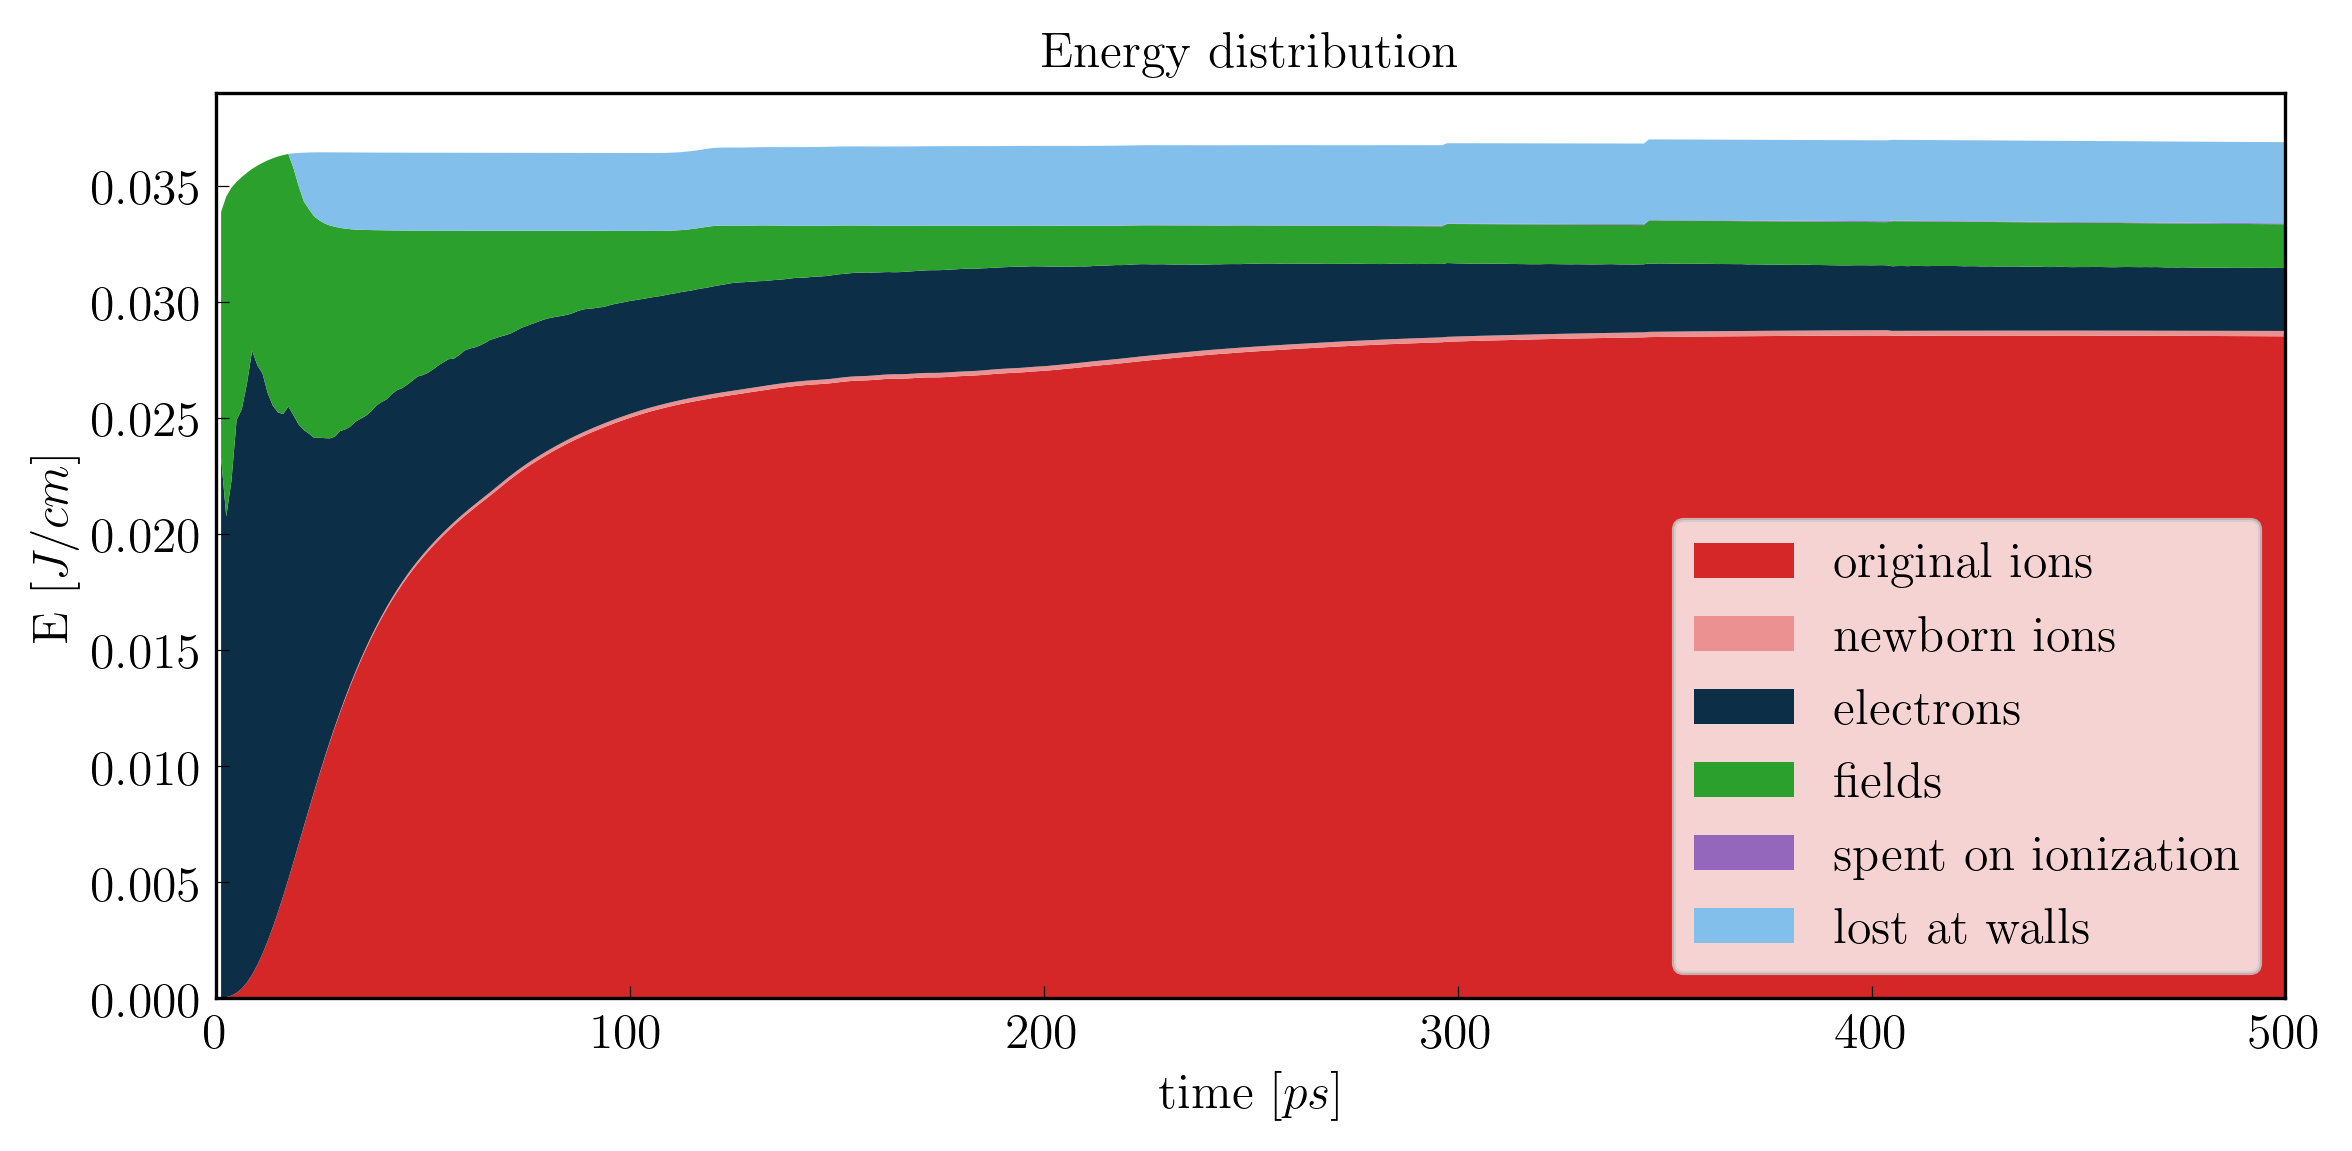 Energy distribution
E [J/cm]
0.035
0.030
0.025
0.020
0.015
0.010
0.005
0.000
0 100 200 300 400 500
time [ps]
original ions
newborn ions
electrons
fields
spent on ionization
lost at walls